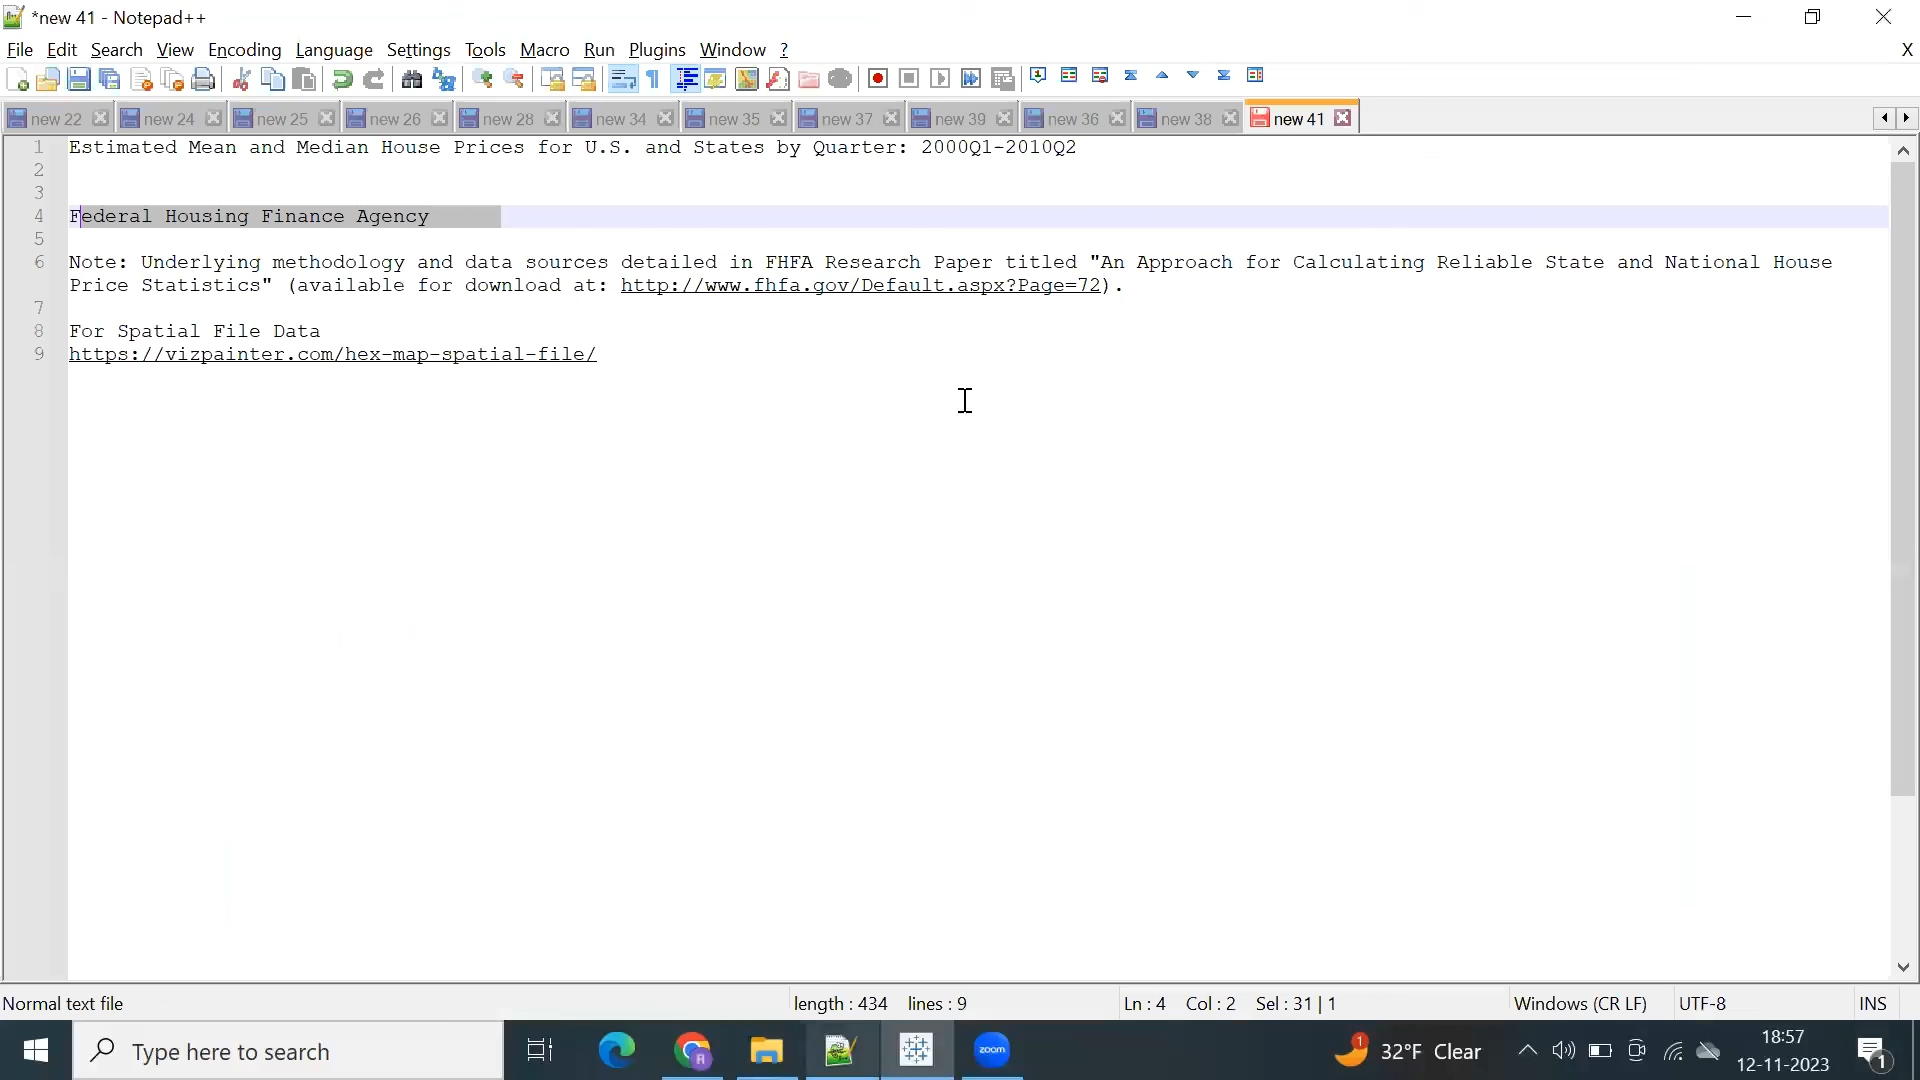 *new 41 - Notepad++
File Edit Search View Encoding Language Settings Tools Macro Run Plugins Window ?
X
new 22 new 24 new 25 new 26 new 28 new 34 new 35 new 37 new 39 new 36 new 38 new 41
1 Estimated Mean and Median House Prices for U.S. and States by Quarter: 2000Q1-2010Q2
2
3
4 Federal Housing Finance Agency
5
6 Note: Underlying methodology and data sources detailed in FHFA Research Paper titled "An Approach for Calculating Reliable State and National House
Price Statistics" (available for download at: http://www.fhfa.gov/Default.aspx?Page=72).
7
8 For Spatial File Data
9 https://vizpainter.com/hex-map-spatial-file/
Normal text file length : 434 lines : 9 Ln : 4 Col : 2 Sel : 31 | 1 Windows (CR LF) UTF-8 INS
Type here to search zoom 1 32°F Clear 18:57
12-11-2023 1